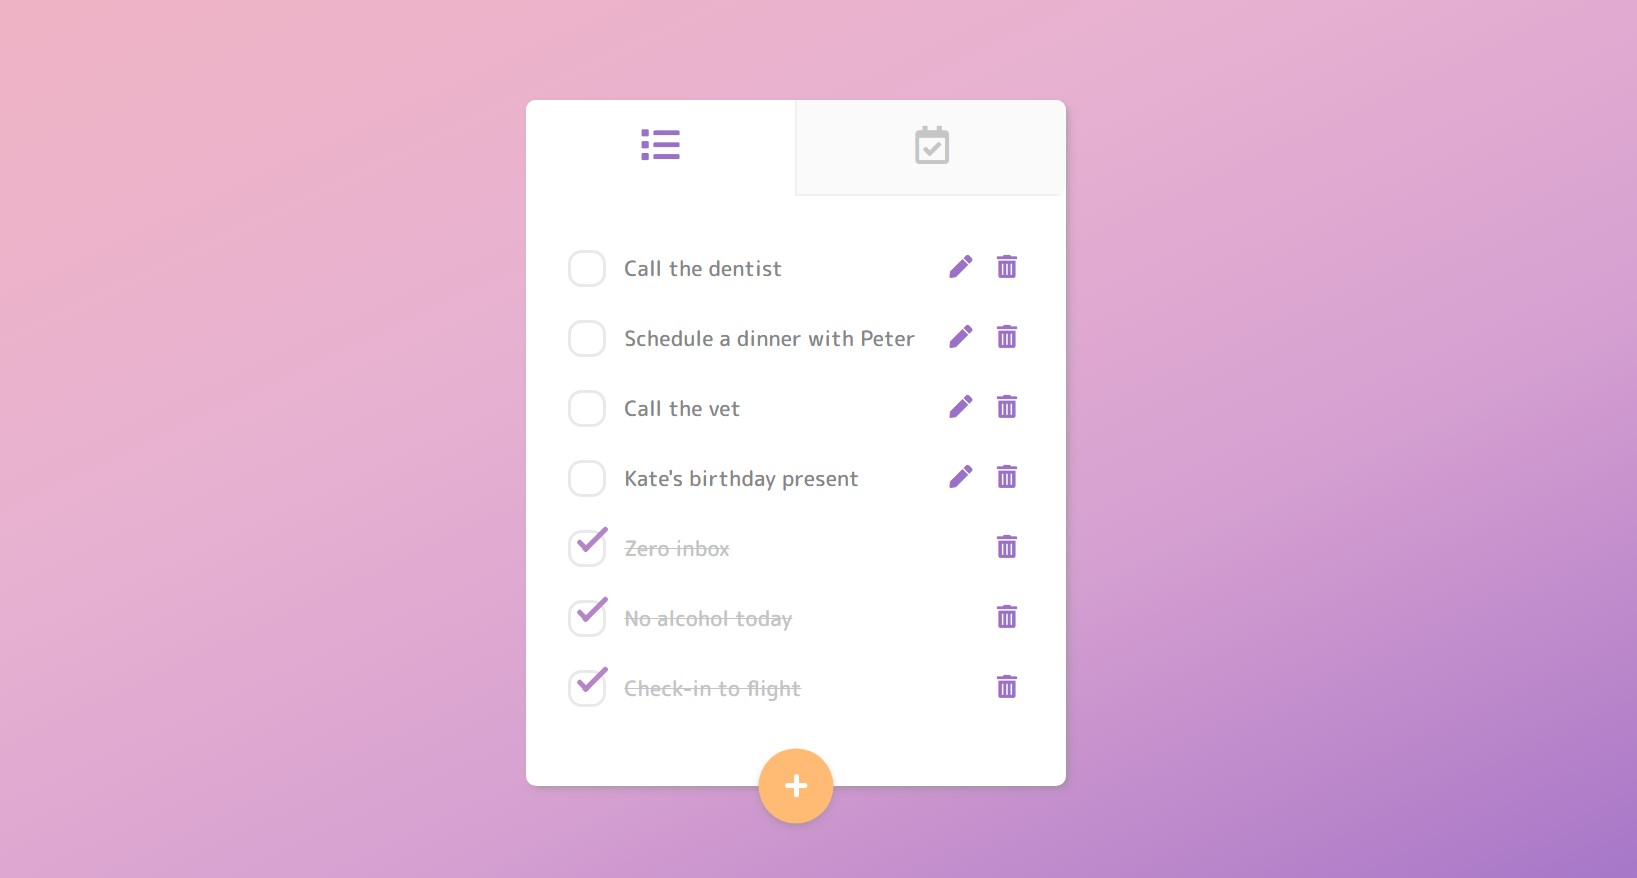 Call the dentist
Schedule a dinner with Peter
Call the vet
Kate's birthday present
Zero inbox
No alcohol today
Check-in to flight